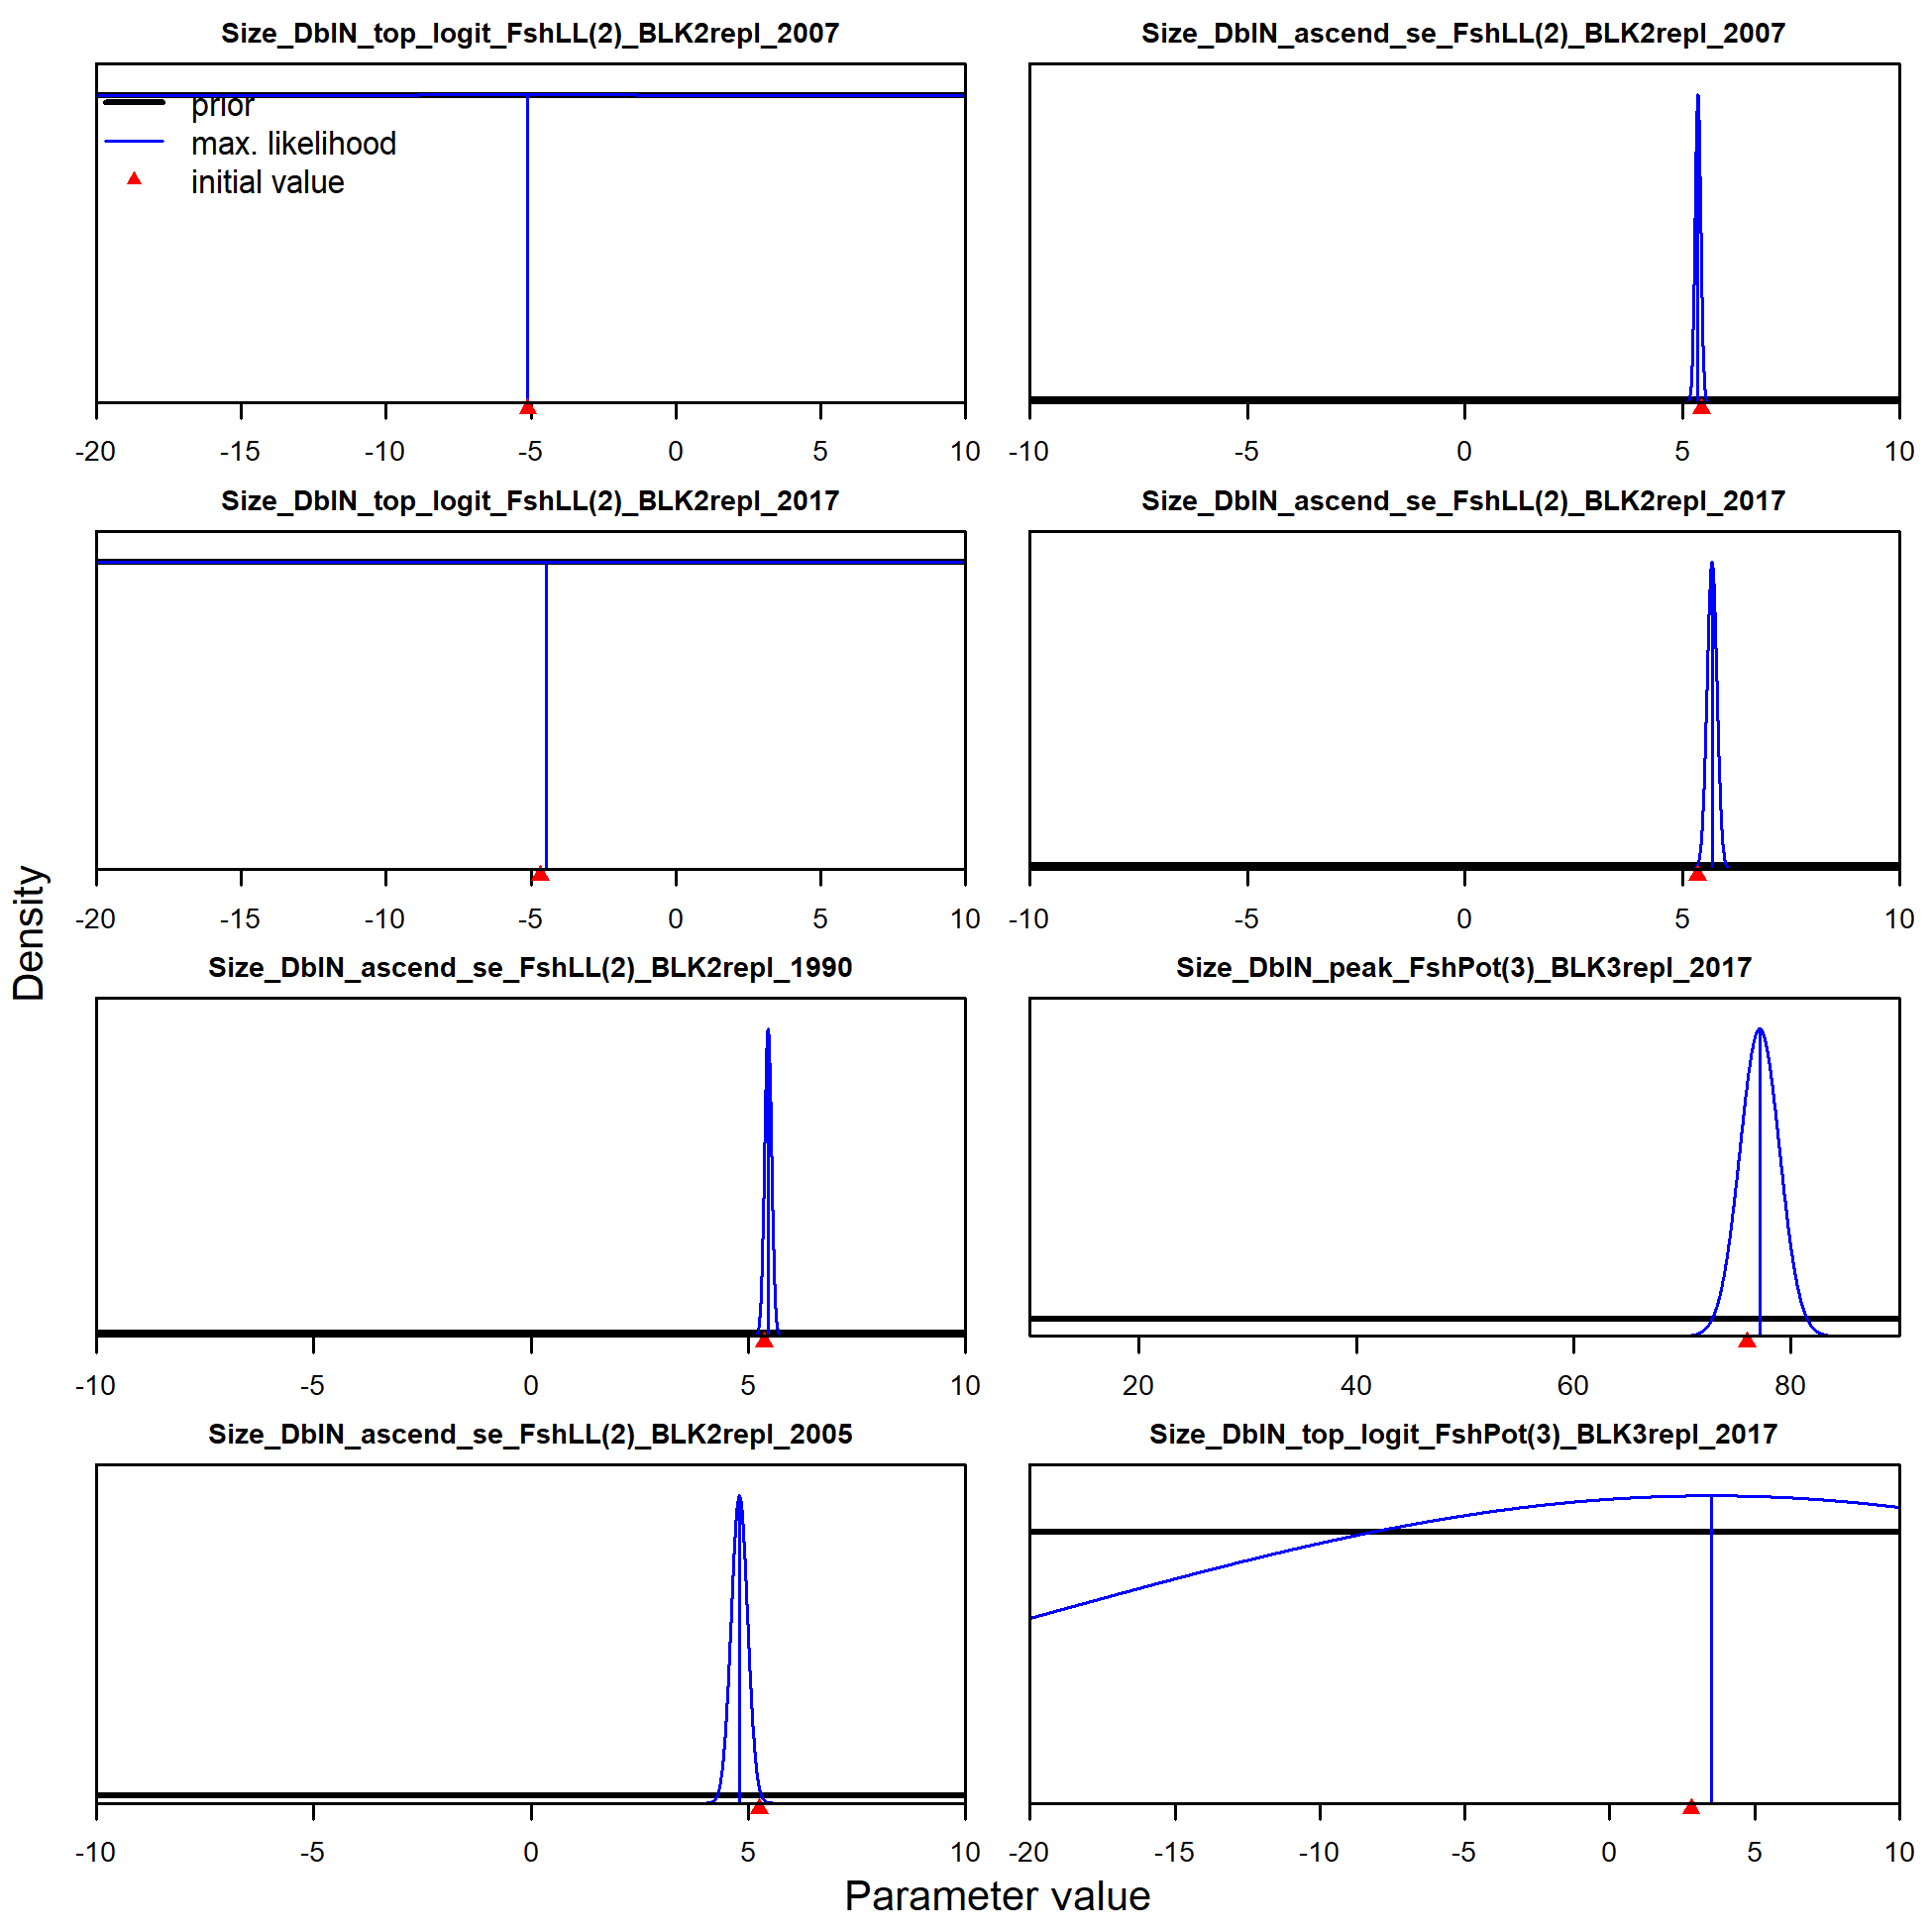 Size_DblN_top_logit_FshLL(2)_BLK2repl_2007
prior
max. likelihood
initial value
-20 -15 -10 -5 0 5 10
Size_DblN_ascend_se_FshLL(2)_BLK2repl_2007
-10 -5 0 5 10
Size_DblN_top_logit_FshLL(2)_BLK2repl_2017
-20 -15 -10 -5 0 5 10
Size_DblN_ascend_se_FshLL(2)_BLK2repl_2017
-10 -5 0 5 10
Size_DblN_ascend_se_FshLL(2)_BLK2repl_1990
-10 -5 0 5 10
Size_DblN_peak_FshPot(3)_BLK3repl_2017
20 40 60 80
Size_DblN_ascend_se_FshLL(2)_BLK2repl_2005
-10 -5 0 5 10
Size_DblN_top_logit_FshPot(3)_BLK3repl_2017
-20 -15 -10 -5 0 5 10
Density
Parameter value